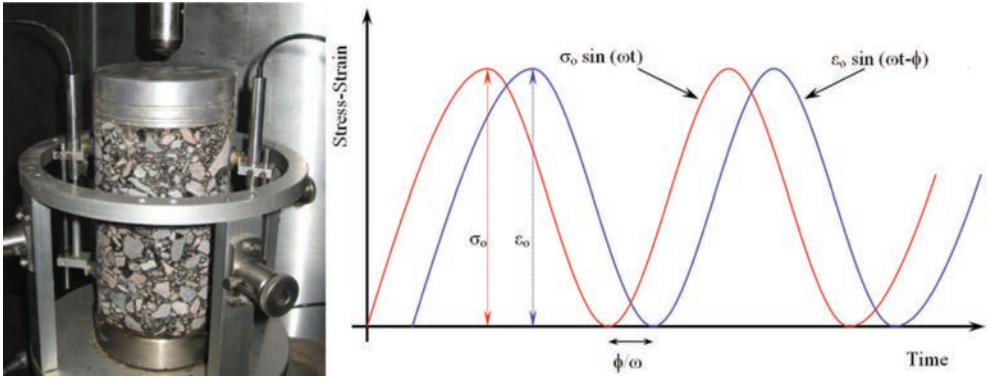 Stress-Strain
σₒ sin (ωt)
εₒ sin (ωt-ϕ)
σₒ
εₒ
ϕ/ω
Time